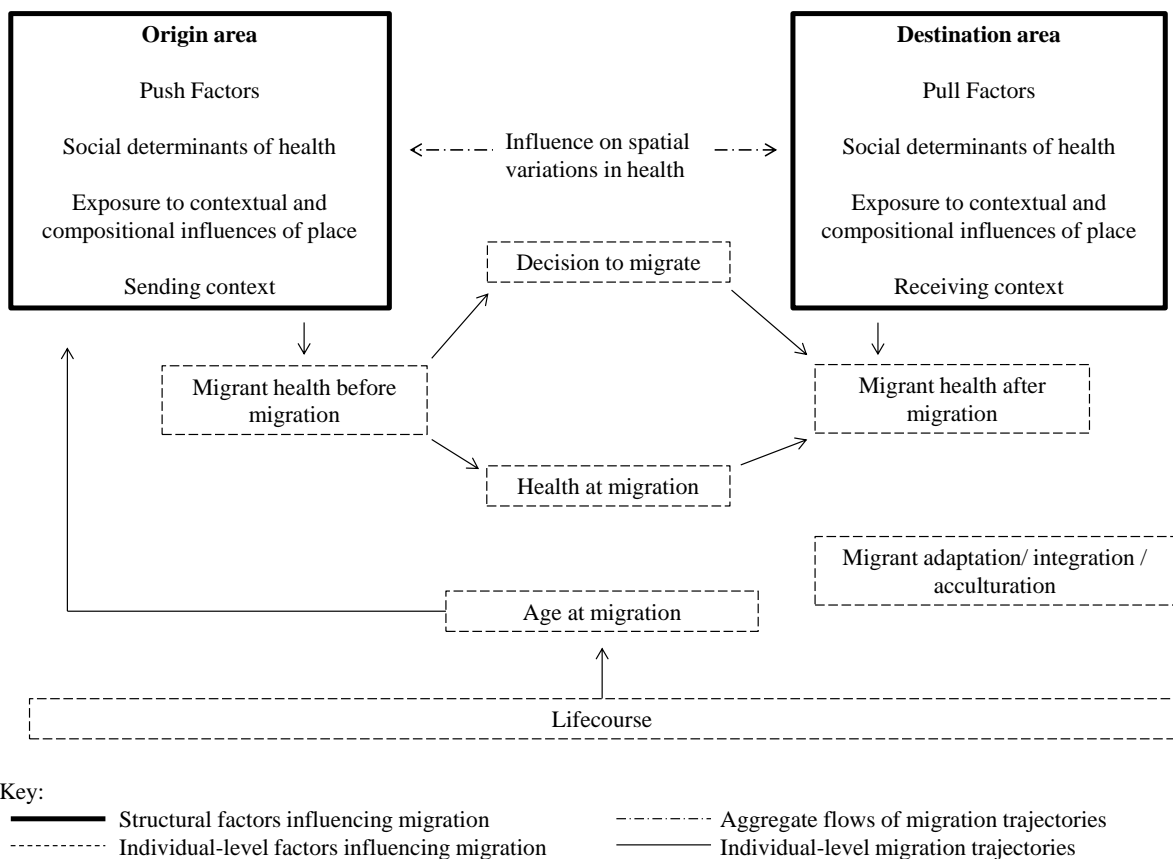 Origin area
Push Factors
Social determinants of health
Exposure to contextual and
compositional influences of place
Sending context
Destination area
Pull Factors
Social determinants of health
Exposure to contextual and
compositional influences of place
Receiving context
Influence on spatial
variations in health
Decision to migrate
Migrant health before
migration
Migrant health after
migration
Health at migration
Migrant adaptation/ integration /
acculturation
Age at migration
Lifecourse
Key:
Structural factors influencing migration
Aggregate flows of migration trajectories
Individual-level factors influencing migration
Individual-level migration trajectories